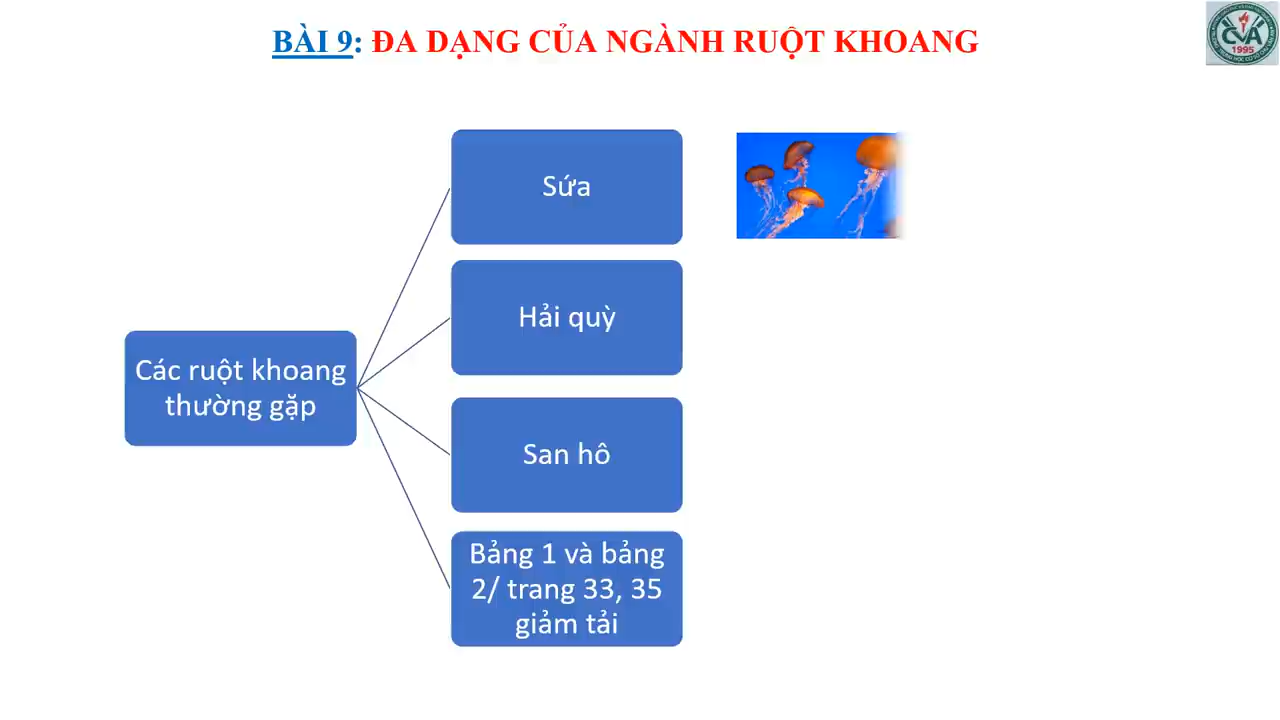 BÀI 9: ĐA DẠNG CỦA NGÀNH RUỘT KHOANG
CVA
1995
Sứa
Hải quỳ
Các ruột khoang
thường gặp
San hô
Bảng 1 và bảng
2/ trang 33, 35
giảm tải